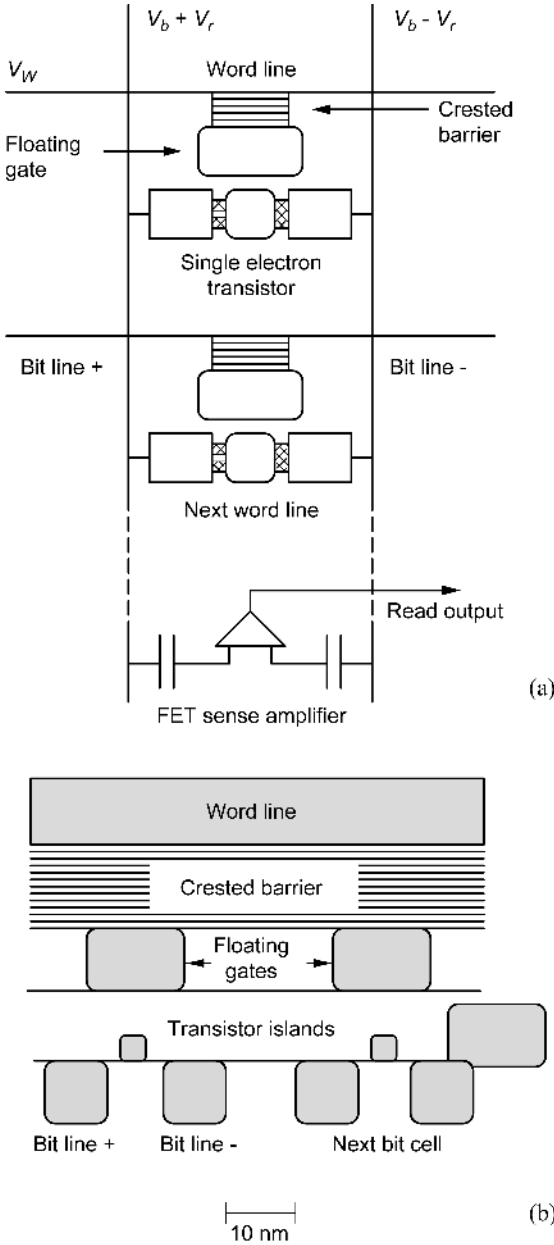 V_b + V_r
V_b - V_r
V_W
Word line
Crested
barrier
Floating
gate
Single electron
transistor
Bit line +
Bit line -
Next word line
Read output
(a)
FET sense amplifier
Word line
Crested barrier
Floating
gates
Transistor islands
Bit line +
Bit line -
Next bit cell
10 nm
(b)